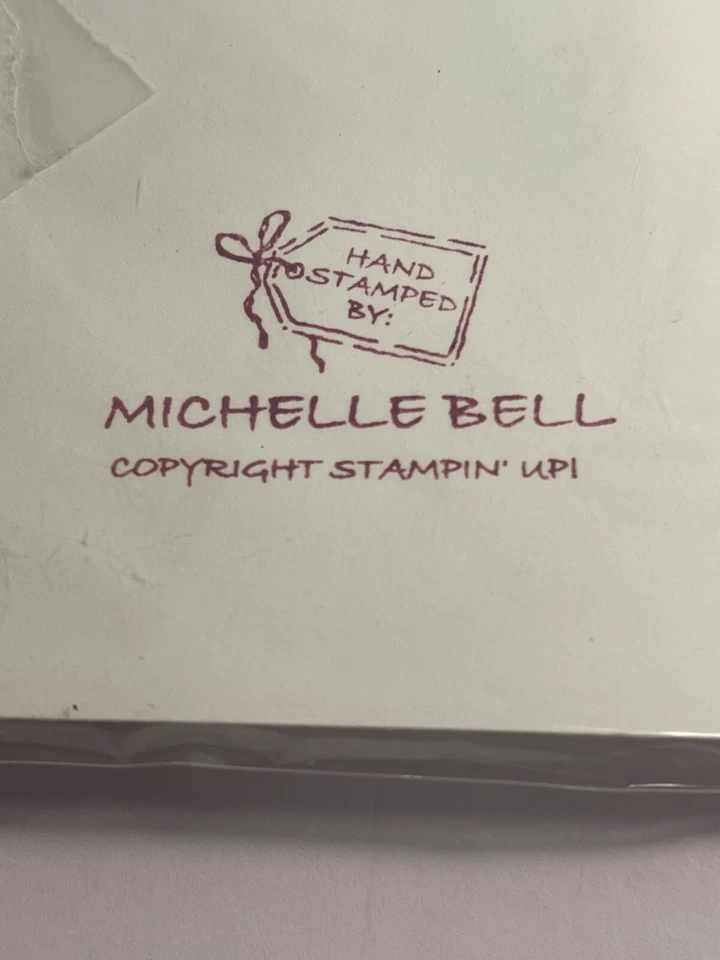 HAND
STAMPED
BY:
MICHELLE BELL
COPYRIGHT STAMPIN' UP!